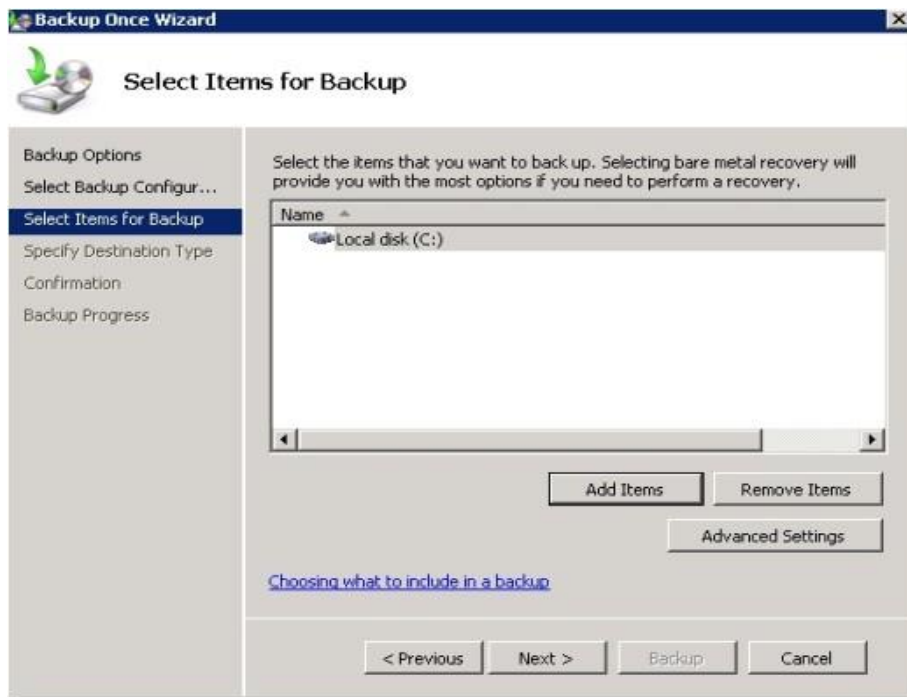 Backup Once Wizard
Select Items for Backup
Backup Options
Select Backup Configur...
Select Items for Backup
Specify Destination Type
Confirmation
Backup Progress
Select the items that you want to back up. Selecting bare metal recovery will
provide you with the most options if you need to perform a recovery.
Name
Local disk (C:)
Add Items
Remove Items
Advanced Settings
Choosing what to include in a backup
< Previous
Next >
Backup
Cancel